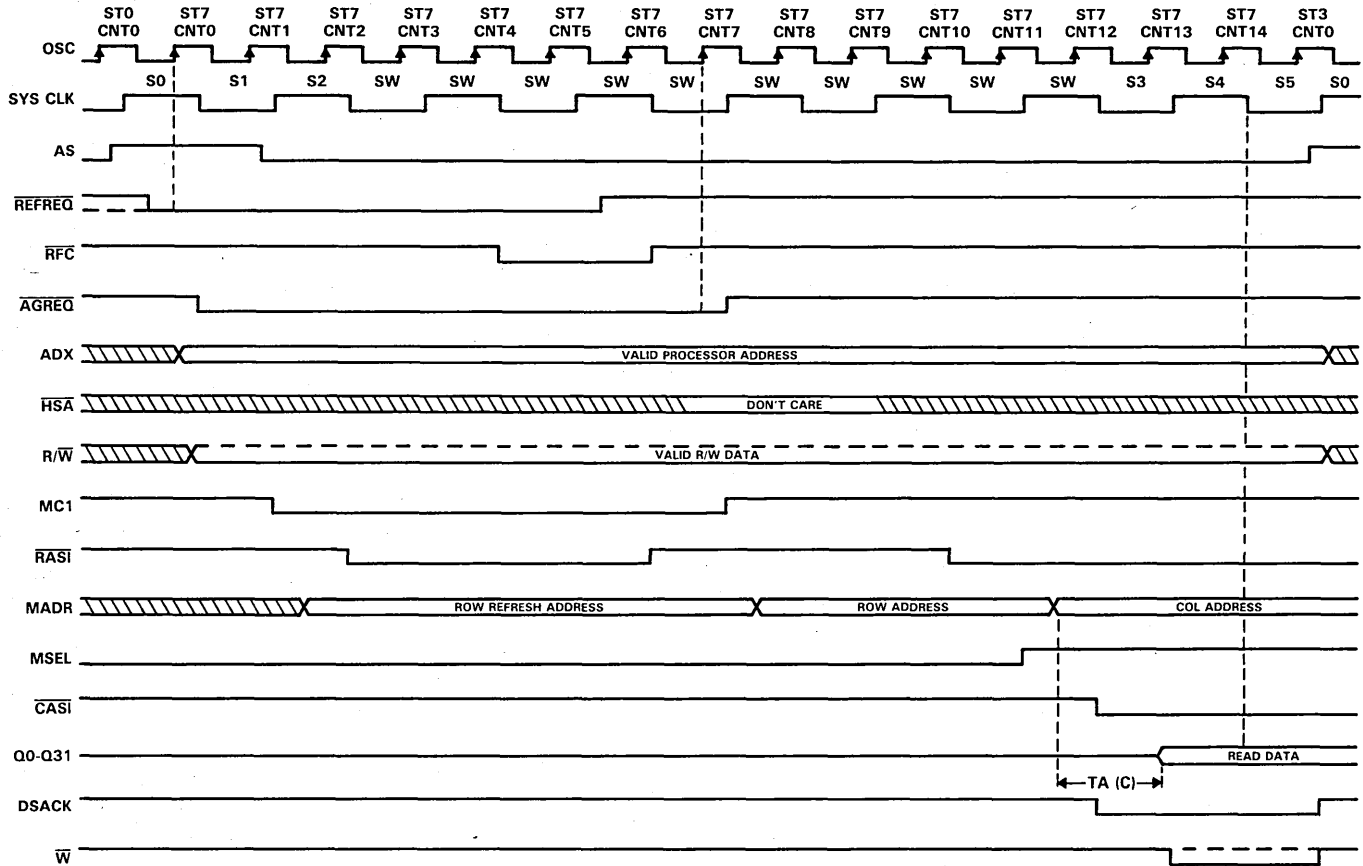 ST0 ST7 ST7 ST7 ST7 ST7 ST7 ST7 ST7 ST7 ST7 ST7 ST7 ST7 ST7 ST7 ST3
CNT0 CNT0 CNT1 CNT2 CNT3 CNT4 CNT5 CNT6 CNT7 CNT8 CNT9 CNT10 CNT11 CNT12 CNT13 CNT14 CNT0
OSC
S0 S1 S2 SW SW SW SW SW SW SW SW SW SW S3 S4 S5 S0
SYS CLK
AS
REFREQ
RFC
AGREQ
ADX VALID PROCESSOR ADDRESS
HSA DON'T CARE
R/W VALID R/W DATA
MC1
RASI
MADR ROW REFRESH ADDRESS ROW ADDRESS COL ADDRESS
MSEL
CASI
Q0-Q31 READ DATA
TA (C)
DSACK
W